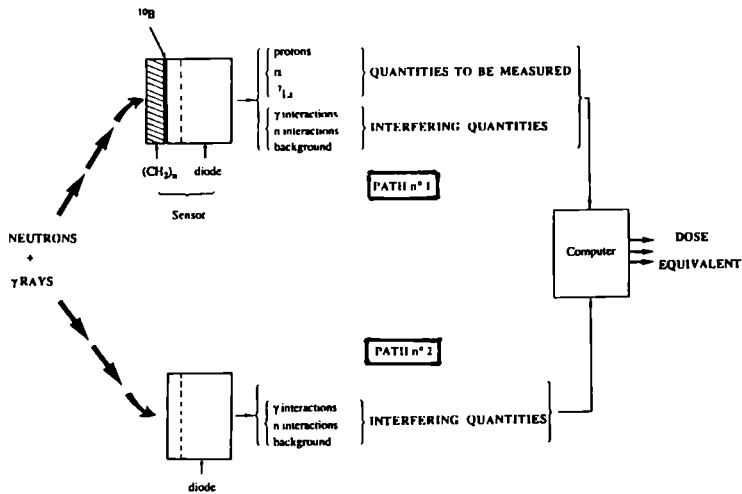 10B
protons
α
QUANTITIES TO BE MEASURED
7Li
γ interactions
n interactions
INTERFERING QUANTITIES
background
(CH2)n
diode
Sensor
PATH n° 1
NEUTRONS
+
γ RAYS
Computer
DOSE
EQUIVALENT
PATH n° 2
γ interactions
n interactions
INTERFERING QUANTITIES
background
diode